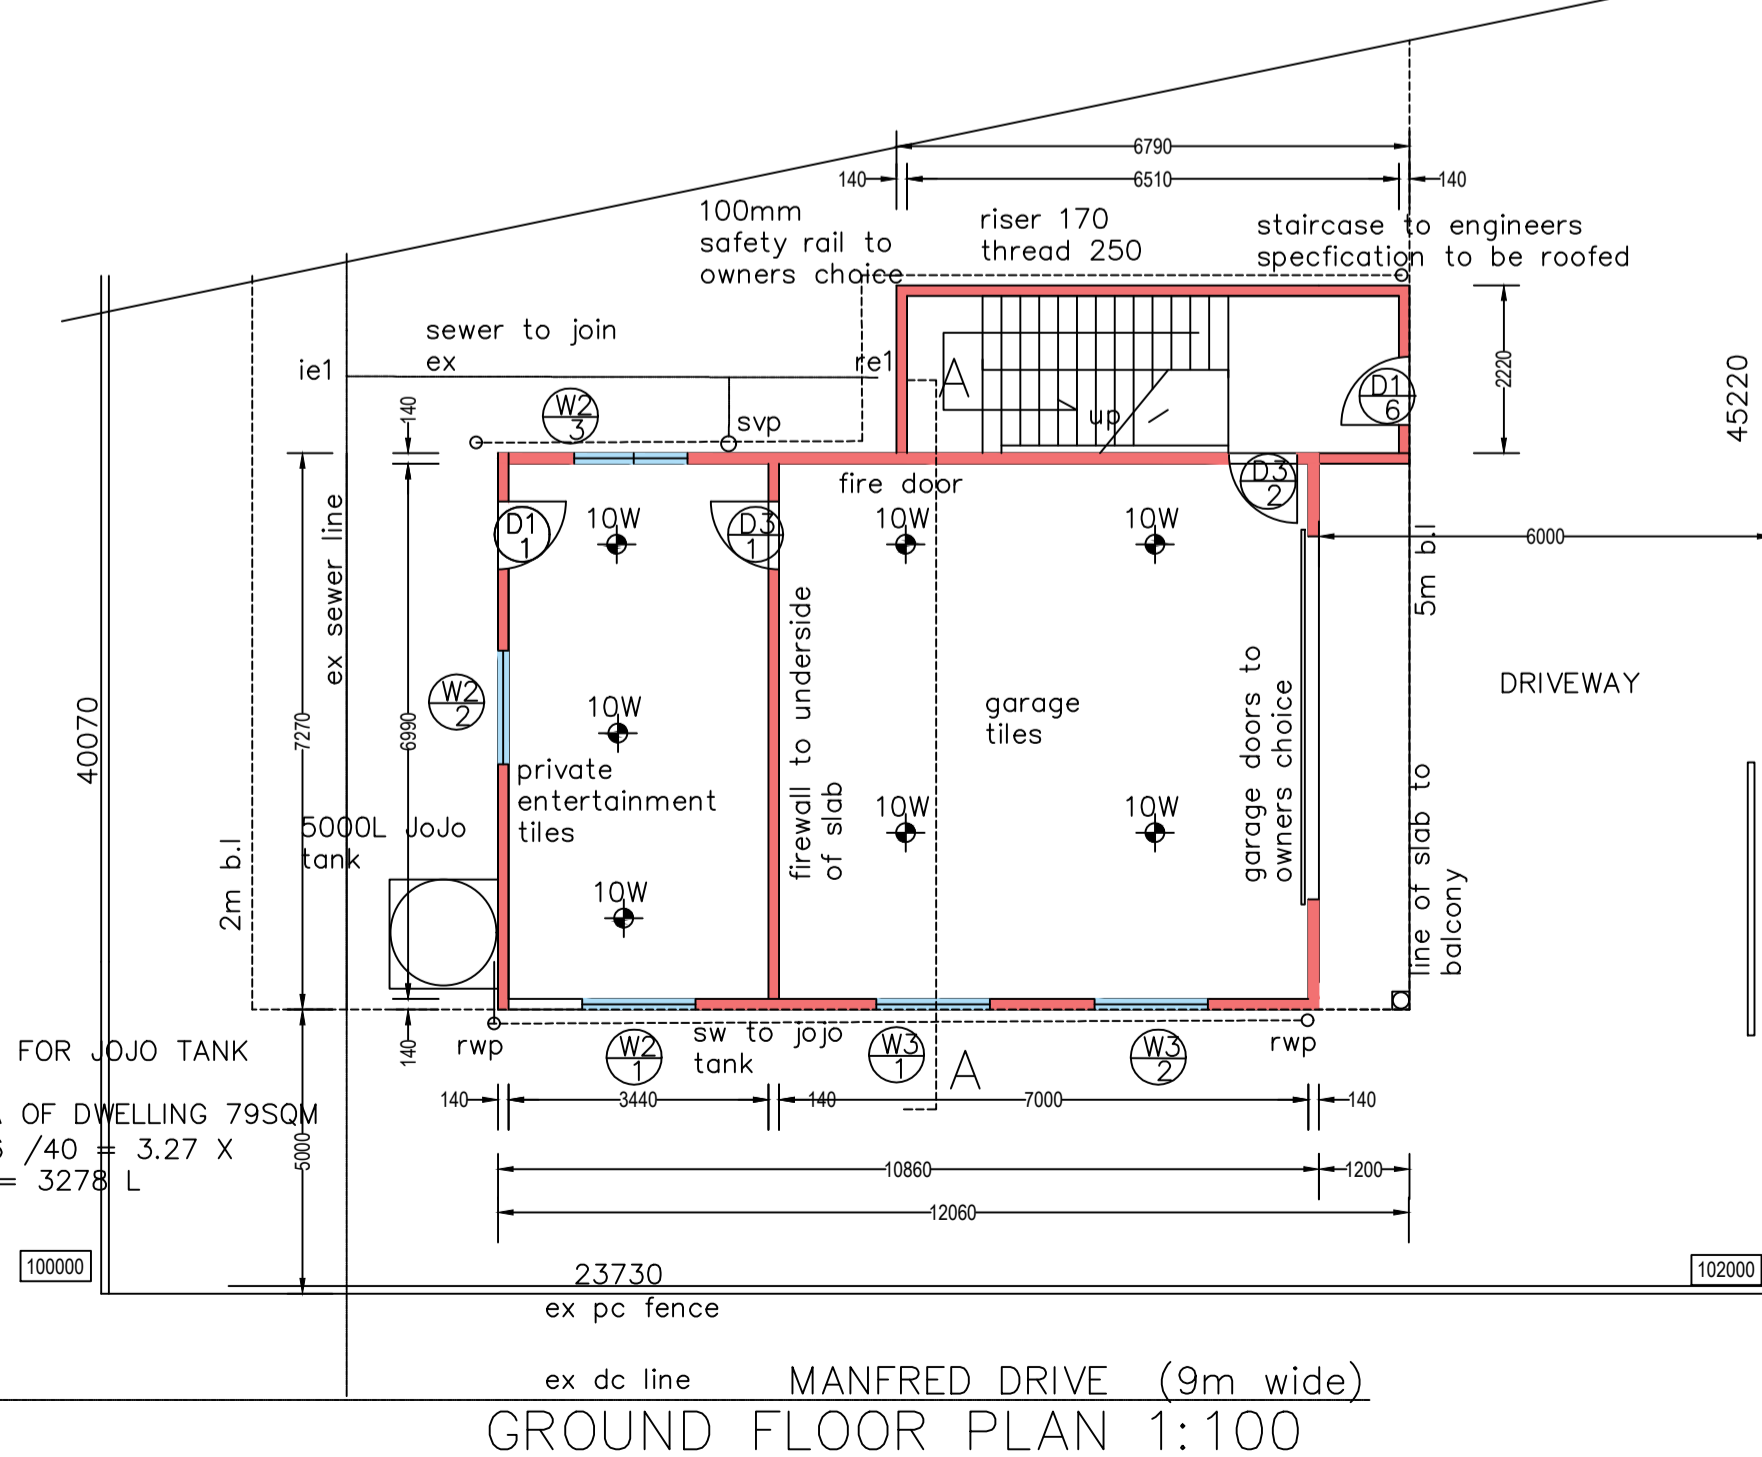 6790
140
6510
140
100mm
safety rail to
owners choice
riser 170
thread 250
staircase to engineers
specfication to be roofed
sewer to join
ex
ie1
re1
A
2220
45220
D1
6
up
W2
3
svp
140
fire door
D3
2
D1
1
10W
D3
1
10W
10W
6000
5m b.l
ex sewer line
W2
2
10W
garage
tiles
DRIVEWAY
40070
7270
6990
private
entertainment
tiles
firewall to underside
of slab
garage doors to
owners choice
5000L JoJo
tank
10W
10W
2m b.l
10W
line of slab to
balcony
rwp
sw to jojo
tank
W2
1
W3
1
W3
2
rwp
A
FOR JOJO TANK
140
140
3440
140
7000
140
OF DWELLING 79SQM
/40 = 3.27 X
= 3278 L
5000
10860
1200
12060
100000
102000
23730
ex pc fence
ex dc line
MANFRED DRIVE (9m wide)
GROUND FLOOR PLAN 1:100